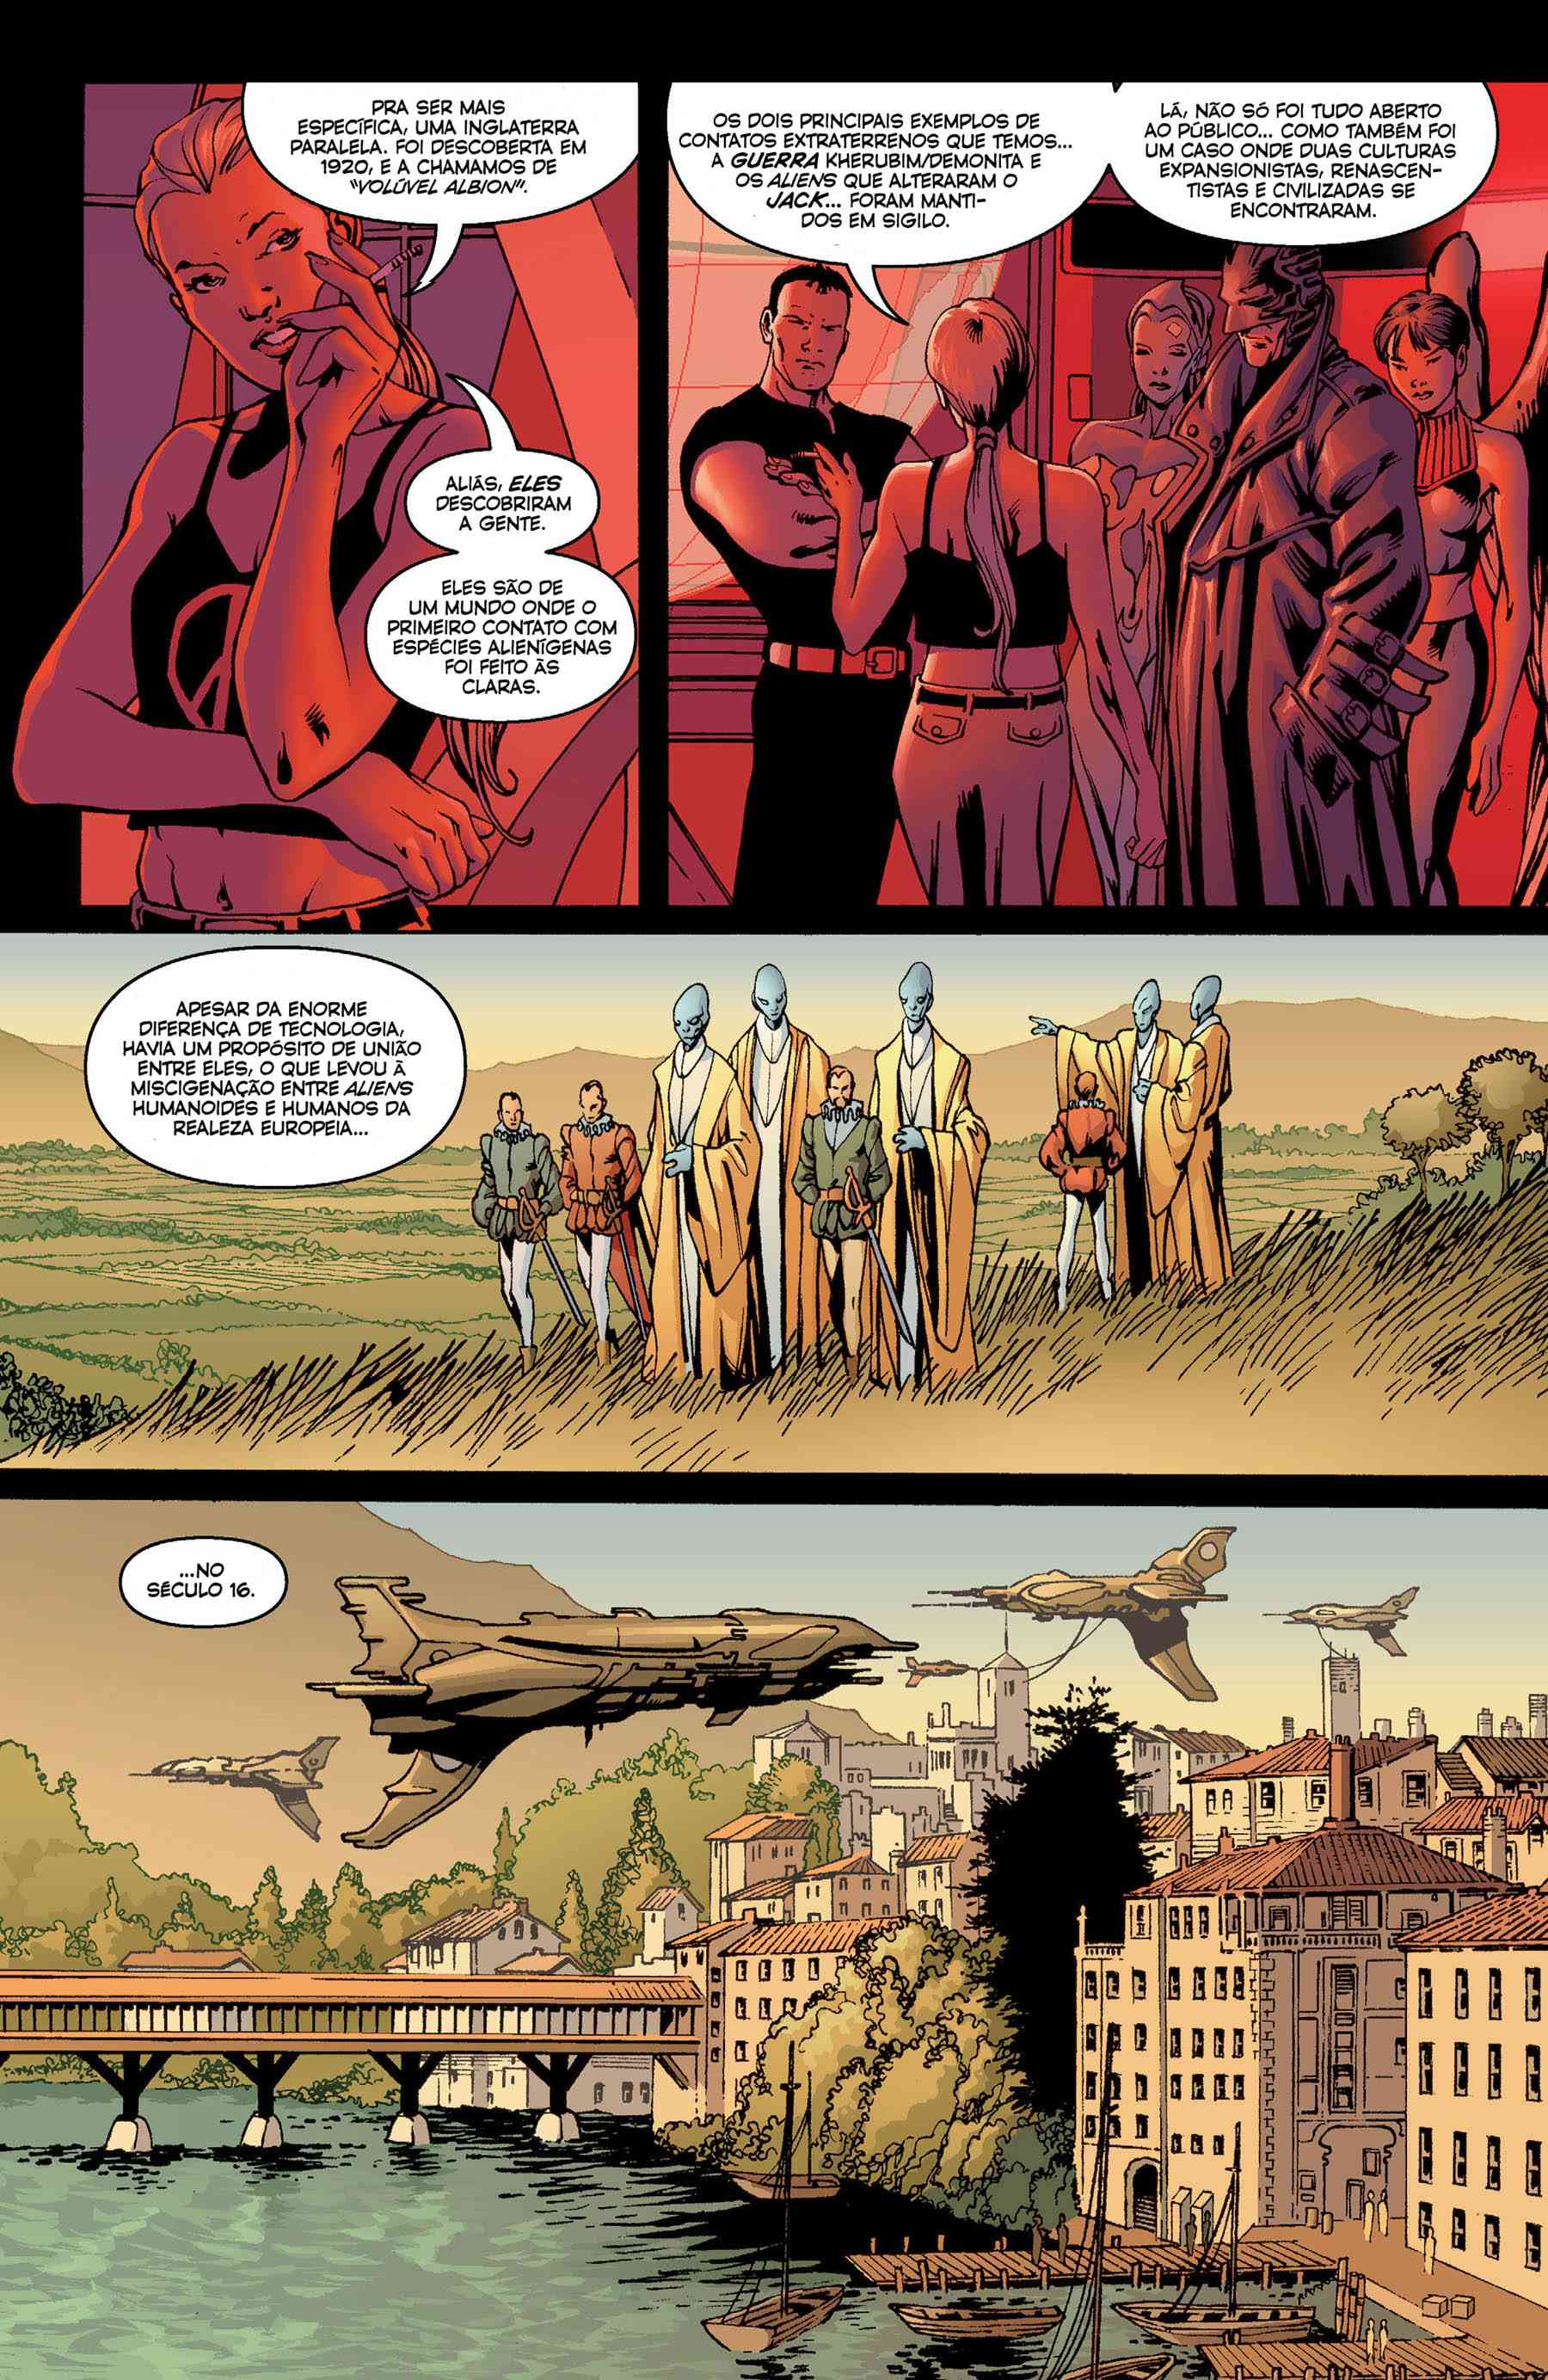 PRA SER MAIS
ESPECÍFICA, UMA INGLATERRA
PARALELA. FOI DESCOBERTA EM
1920, E A CHAMAMOS DE
"VOLÚVEL ALBION".
ALIÁS, ELES
DESCOBRIRAM
A GENTE.
ELES SÃO DE
UM MUNDO ONDE O
PRIMEIRO CONTATO COM
ESPÉCIES ALIENÍGENAS
FOI FEITO ÀS
CLARAS.
OS DOIS PRINCIPAIS EXEMPLOS DE
CONTATOS EXTRATERRENOS QUE TEMOS...
A GUERRA KHERUBIM/DEMONITA E
OS ALIENS QUE ALTERARAM O
JACK... FORAM MANTI-
DOS EM SIGILO.
LÁ, NÃO SÓ FOI TUDO ABERTO
AO PÚBLICO... COMO TAMBÉM FOI
UM CASO ONDE DUAS CULTURAS
EXPANSIONISTAS, RENASCEN-
TISTAS E CIVILIZADAS SE
ENCONTRARAM.
APESAR DA ENORME
DIFERENÇA DE TECNOLOGIA,
HAVIA UM PROPÓSITO DE UNIÃO
ENTRE ELES, O QUE LEVOU À
MISCIGENAÇÃO ENTRE ALIENS
HUMANOIDES E HUMANOS DA
REALEZA EUROPEIA...
...NO
SÉCULO 16.